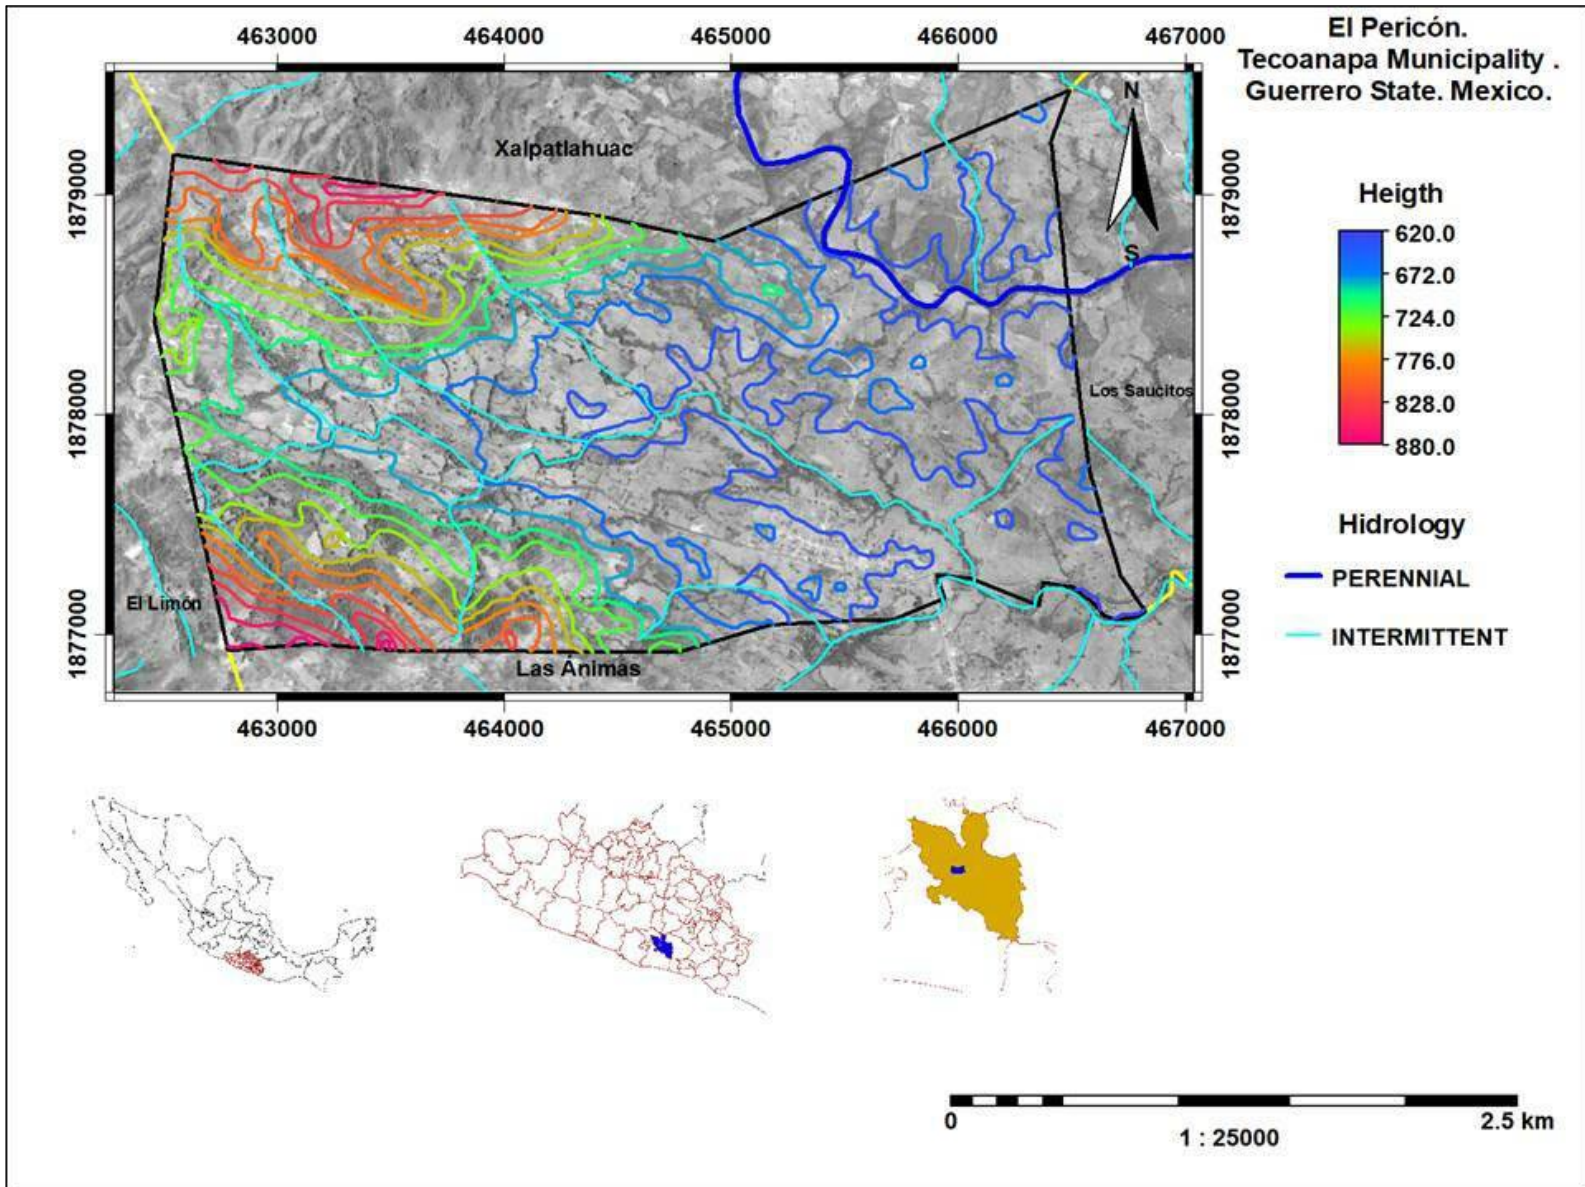 463000 464000 465000 466000 467000
El Pericón.
Tecoanapa Municipality .
Guerrero State. Mexico.
N
S
Xalpatlahuac
1879000
1879000
Heigth
620.0
672.0
724.0
776.0
828.0
880.0
1878000
Los Saucitos
1878000
Hidrology
PERENNIAL
INTERMITTENT
El Limón
1877000
1877000
Las Ánimas
463000 464000 465000 466000 467000
0 2.5 km
1 : 25000